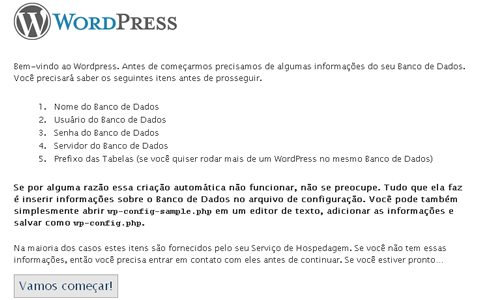 WORDPRESS
Bem-vindo ao Wordpress. Antes de começarmos precisamos de algumas informações do seu Banco de Dados.
Você precisará saber os seguintes itens antes de prosseguir.
1. Nome do Banco de Dados
2. Usuário do Banco de Dados
3. Senha do Banco de Dados
4. Servidor do Banco de Dados
5. Prefixo das Tabelas (se você quiser rodar mais de um WordPress no mesmo Banco de Dados)
Se por alguma razão essa criação automática não funcionar, não se preocupe. Tudo que ela faz
é inserir informações sobre o Banco de Dados no arquivo de configuração. Você pode também
simplesmente abrir wp-config-sample.php em um editor de texto, adicionar as informações e
salvar como wp-config.php.
Na maioria dos casos estes itens são fornecidos pelo seu Serviço de Hospedagem. Se você não tem essas
informações, então você precisa entrar em contato com eles antes de continuar. Se você estiver pronto…
Vamos começar!